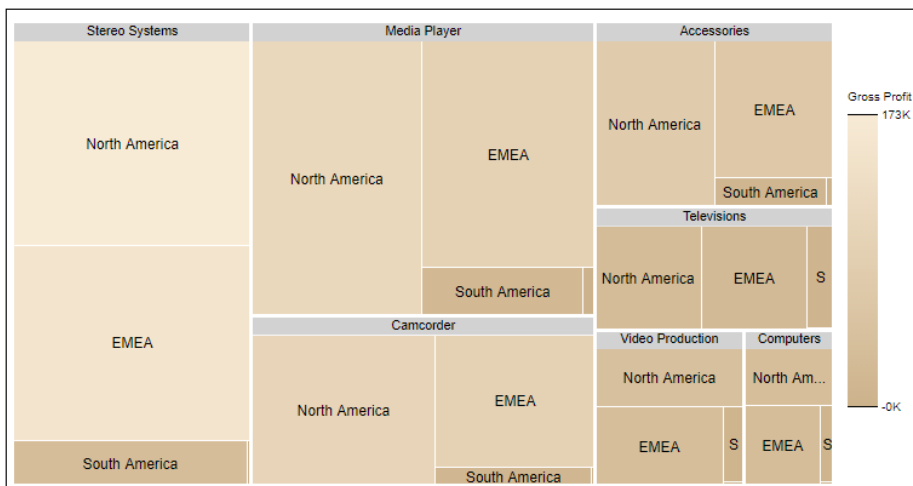 Stereo Systems
North America
EMEA
South America
Media Player
North America
EMEA
South America
Camcorder
North America
EMEA
South America
Accessories
North America
EMEA
South America
Televisions
North America
EMEA
S
Video Production
North America
EMEA
S
Computers
North Am...
EMEA
S
Gross Profit
173K
-0K